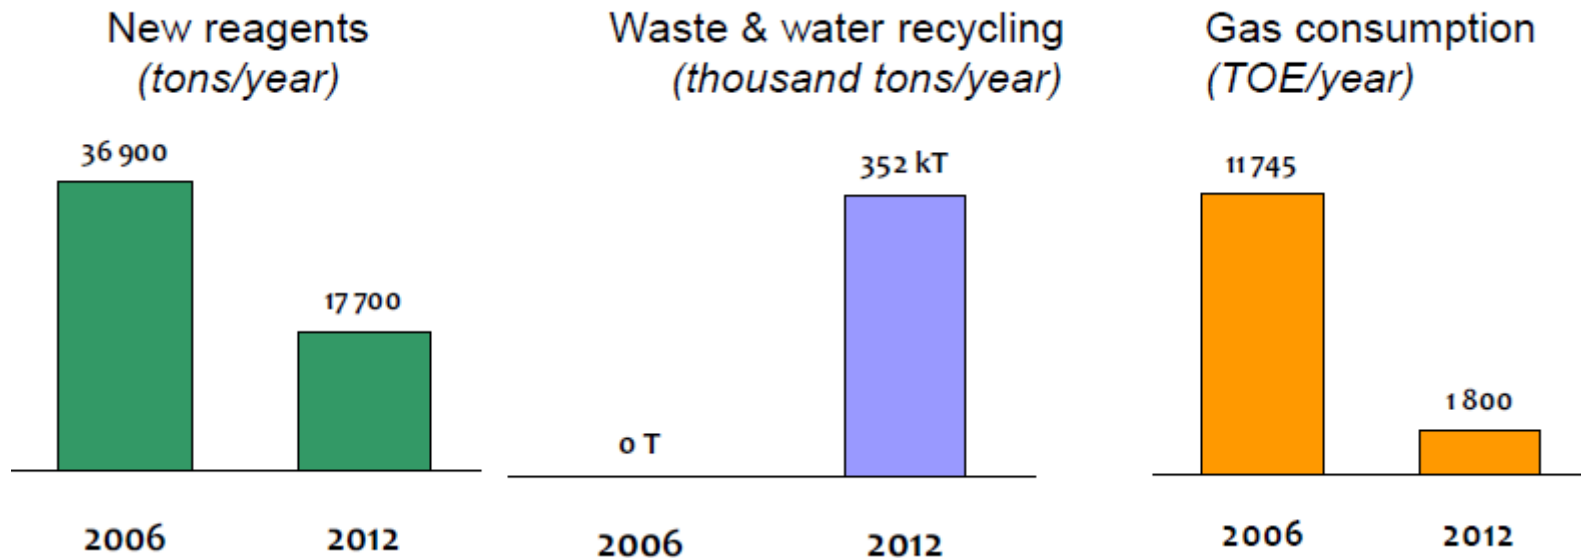 New reagents
(tons/year)
36 900
17 700
2006
2012
Waste & water recycling
(thousand tons/year)
0 T
352 kT
2006
2012
Gas consumption
(TOE/year)
11 745
1 800
2006
2012